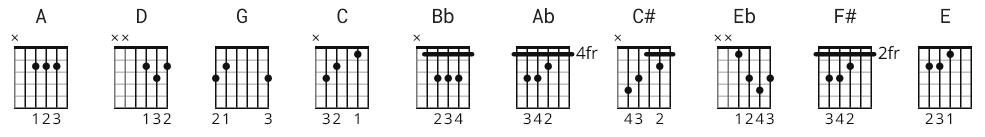 A D G C Bb Ab C# Eb F# E
× ×× × × × ××
4fr 2fr
123 132 21 3 32 1 234 342 43 2 1243 342 231